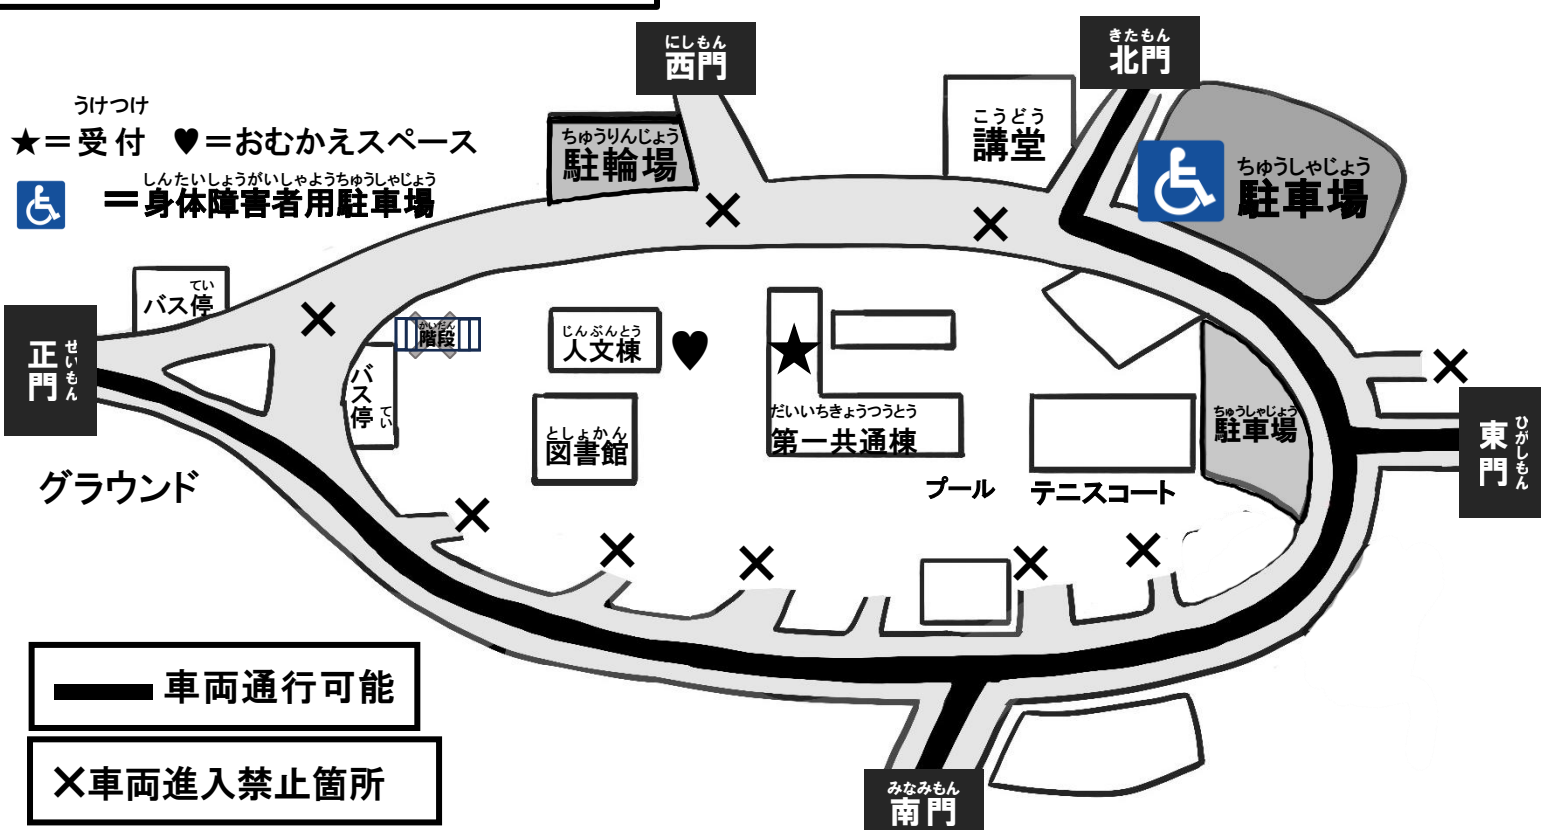 にしもん
西門
きたもん
北門
うけつけ
★＝受付　♥＝おむかえスペース
しんたいしょうがいしゃようちゅうしゃじょう
＝身体障害者用駐車場
ちゅうりんじょう
駐輪場
こうどう
講堂
ちゅうしゃじょう
駐車場
てい
バス停
かいだん
階段
じんぶんとう
人文棟
せいもん
正門
バス停
てい
としょかん
図書館
だいいちきょうつうとう
第一共通棟
ちゅうしゃじょう
駐車場
ひがしもん
東門
グラウンド
プール
テニスコート
車両通行可能
×車両進入禁止箇所
みなみもん
南門